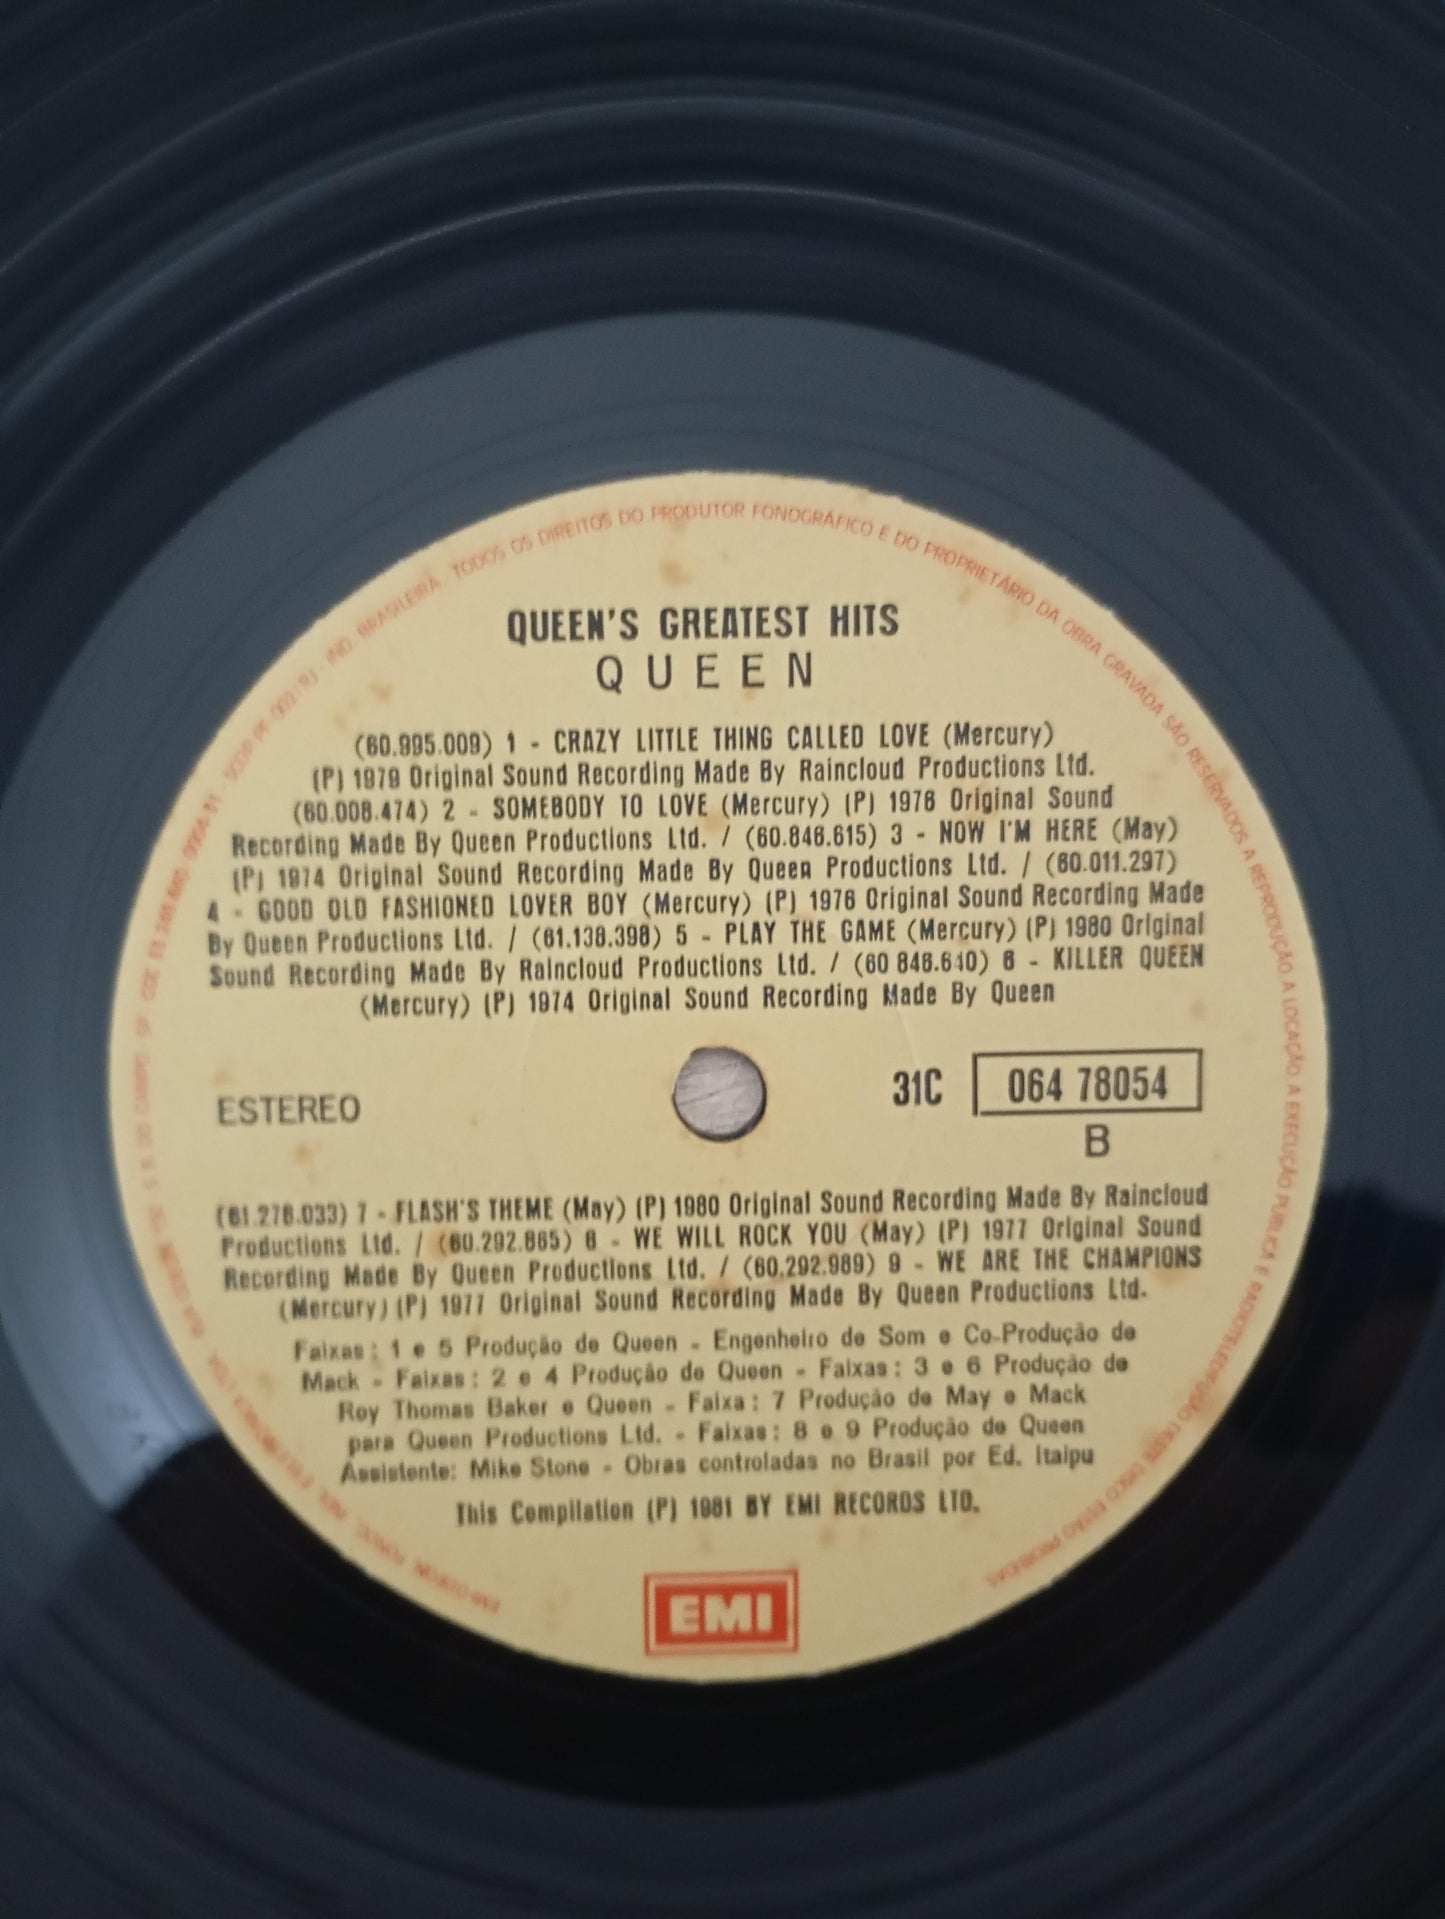 QUEEN'S GREATEST HITS
QUEEN
(60.995.009) 1 - CRAZY LITTLE THING CALLED LOVE (Mercury)
(P) 1979 Original Sound Recording Made By Raincloud Productions Ltd.
(60.008.474) 2 - SOMEBODY TO LOVE (Mercury) (P) 1976 Original Sound
Recording Made By Queen Productions Ltd. / (60.846.615) 3 - NOW I'M HERE (May)
(P) 1974 Original Sound Recording Made By Queen Productions Ltd. / (60.011.297)
4 - GOOD OLD FASHIONED LOVER BOY (Mercury) (P) 1976 Original Sound Recording Made
By Queen Productions Ltd. / (61.138.398) 5 - PLAY THE GAME (Mercury) (P) 1980 Original
Sound Recording Made By Raincloud Productions Ltd. / (60 846.640) 6 - KILLER QUEEN
(Mercury) (P) 1974 Original Sound Recording Made By Queen
ESTEREO
31C 064 78054
B
(61.276.033) 7 - FLASH'S THEME (May) (P) 1980 Original Sound Recording Made By Raincloud
Productions Ltd. / (60.292.865) 8 - WE WILL ROCK YOU (May) (P) 1977 Original Sound
Recording Made By Queen Productions Ltd. / (60.292.989) 9 - WE ARE THE CHAMPIONS
(Mercury) (P) 1977 Original Sound Recording Made By Queen Productions Ltd.
Faixas: 1 e 5 Produção de Queen - Engenheiro de Som e Co-Produção de
Mack - Faixas: 2 e 4 Produção de Queen - Faixas: 3 e 6 Produção de
Roy Thomas Baker e Queen - Faixa: 7 Produção de May e Mack
para Queen Productions Ltd. - Faixas: 8 e 9 Produção de Queen
Assistente: Mike Stone - Obras controladas no Brasil por Ed. Itaipu
This Compilation (P) 1981 BY EMI RECORDS LTD.
EMI
IND. BRASILEIRA. TODOS OS DIREITOS DO PRODUTOR FONOGRÁFICO E DO PROPRIETÁRIO DA OBRA GRAVADA SÃO RESERVADOS A REPRODUÇÃO A LOCAÇÃO A EXECUÇÃO PÚBLICA E RADIOTELEDIFUSÃO DESTE DISCO ESTÃO PROIBIDAS